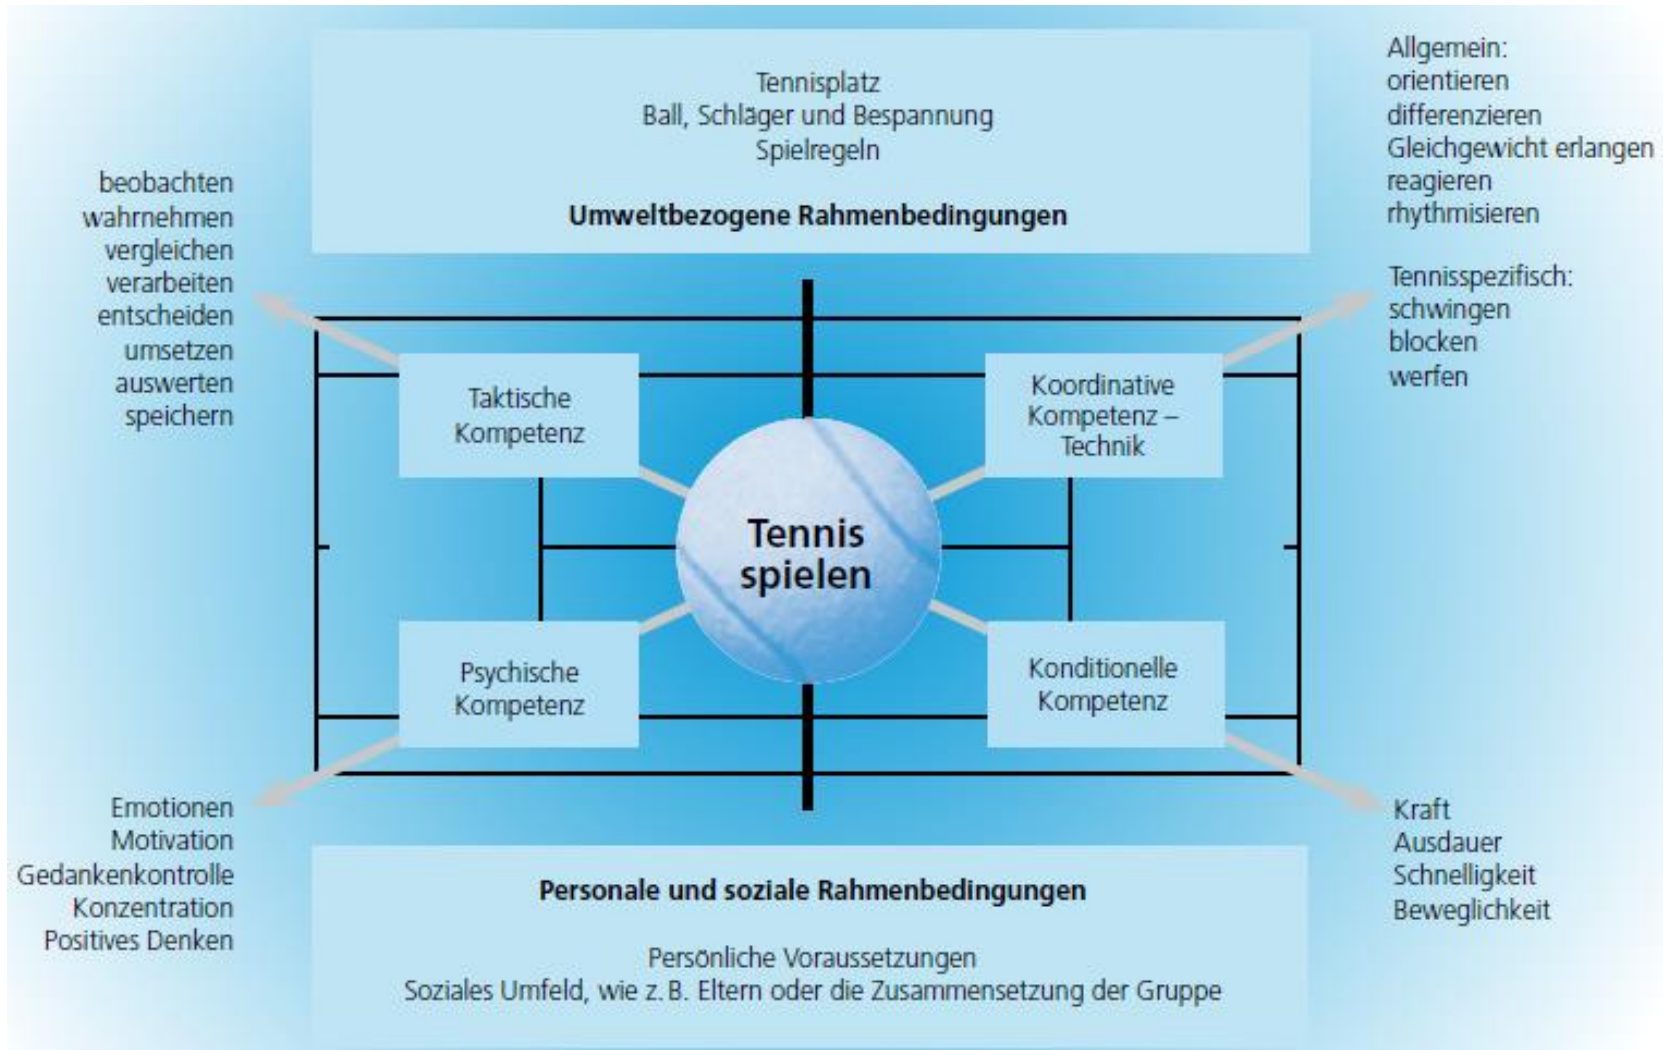 Tennisplatz
Ball, Schläger und Bespannung
Spielregeln
Umweltbezogene Rahmenbedingungen
Allgemein:
orientieren
differenzieren
Gleichgewicht erlangen
reagieren
rhythmisieren
Tennisspezifisch:
schwingen
blocken
werfen
beobachten
wahrnehmen
vergleichen
verarbeiten
entscheiden
umsetzen
auswerten
speichern
Taktische
Kompetenz
Koordinative
Kompetenz –
Technik
Tennis
spielen
Psychische
Kompetenz
Konditionelle
Kompetenz
Emotionen
Motivation
Gedankenkontrolle
Konzentration
Positives Denken
Kraft
Ausdauer
Schnelligkeit
Beweglichkeit
Personale und soziale Rahmenbedingungen
Persönliche Voraussetzungen
Soziales Umfeld, wie z. B. Eltern oder die Zusammensetzung der Gruppe